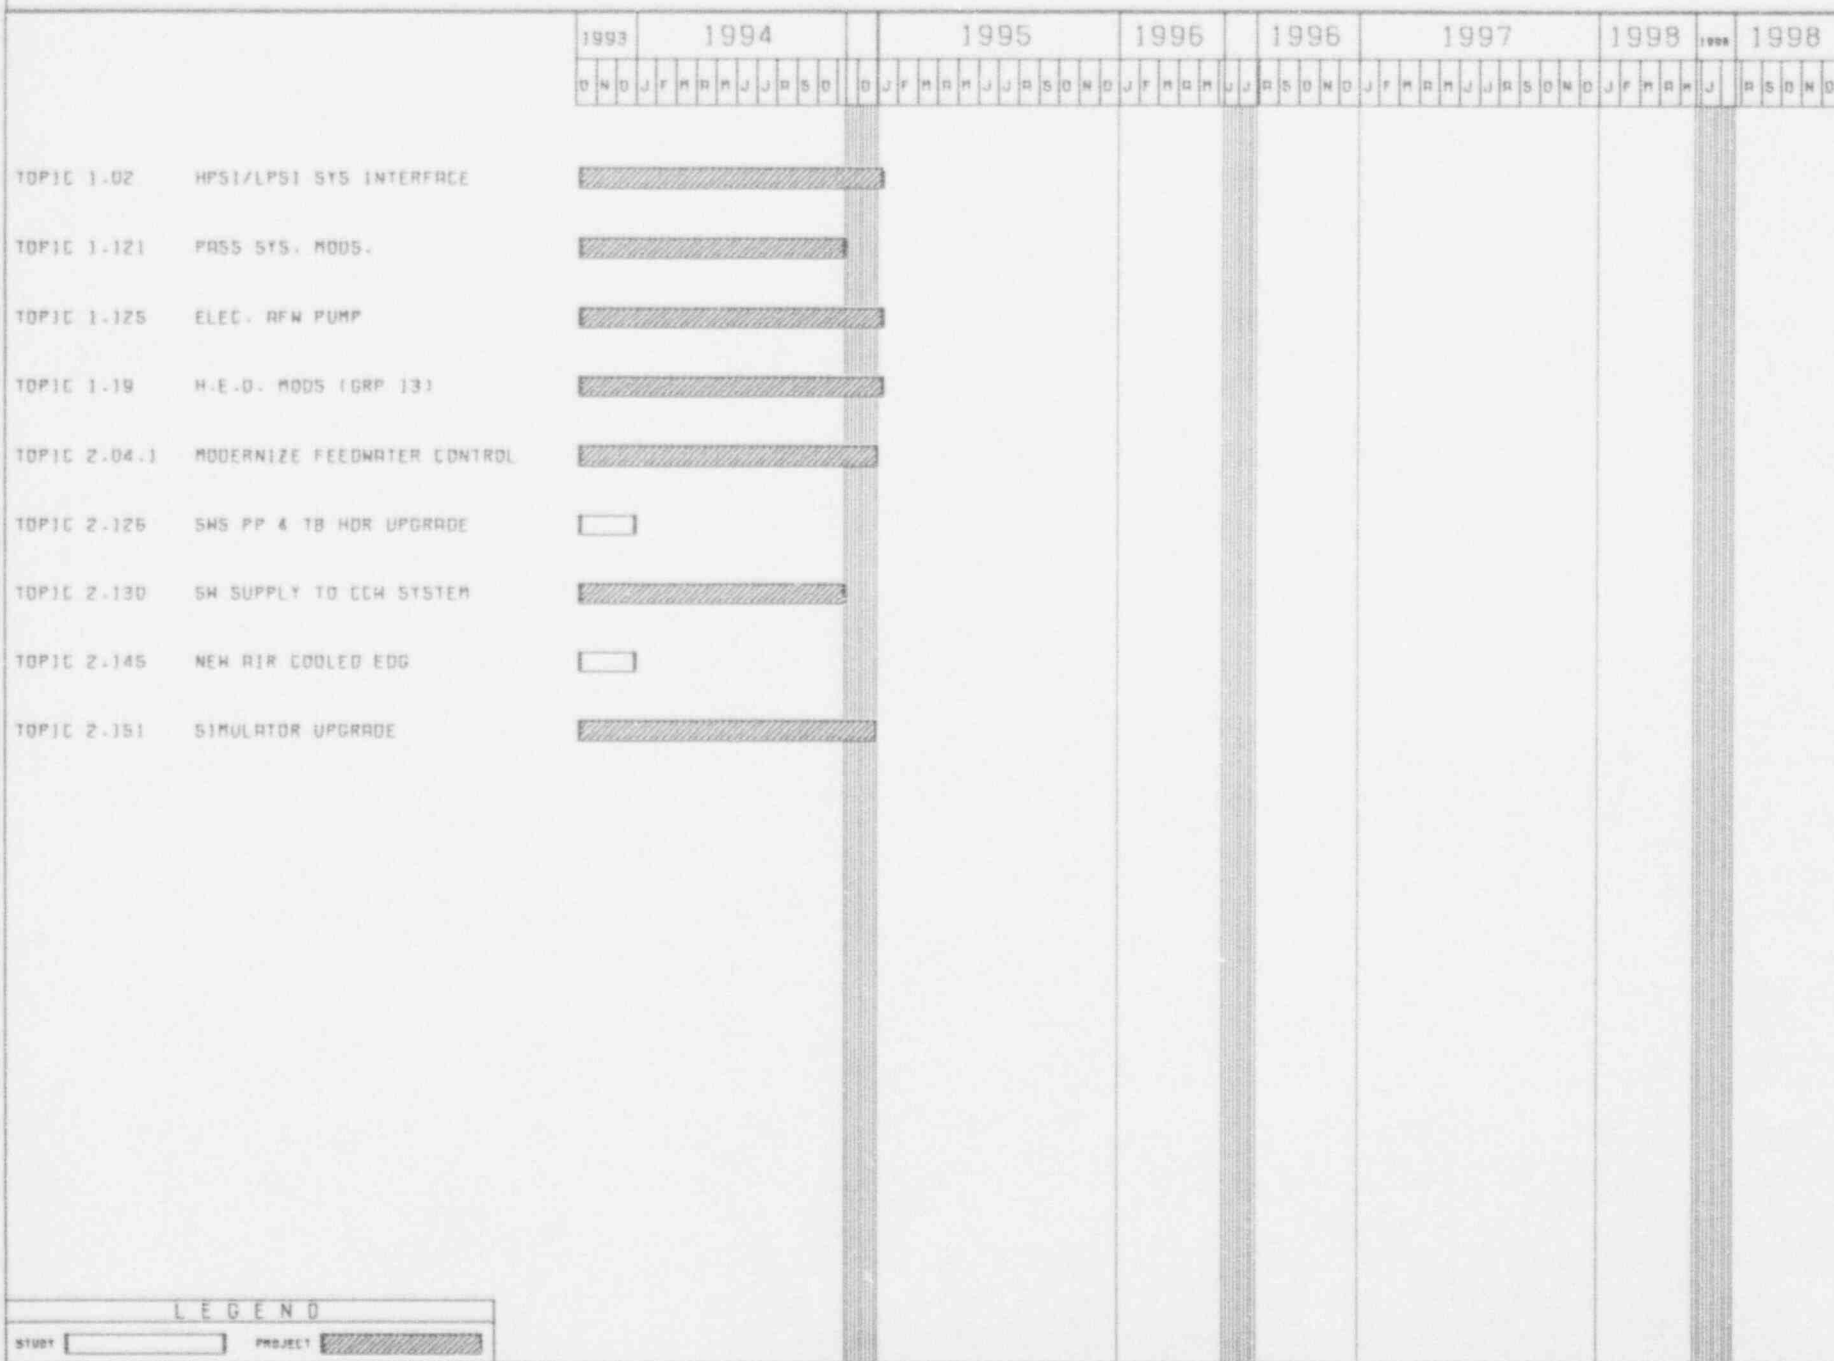 1993 1994 1995 1996 1996 1997 1998 1998 1998
O N D J F M A M J J A S O D J F M A M J J A S O N D J F M A M J J A S O N D J F M A M J J A S O N D J F M A M J A S O N D
TOPIC 1.02 HPSI/LPSI SYS INTERFACE
TOPIC 1.121 PASS SYS. MODS.
TOPIC 1.125 ELEC. AFW PUMP
TOPIC 1.19 H.E.D. MODS (GRP 13)
TOPIC 2.04.1 MODERNIZE FEEDWATER CONTROL
TOPIC 2.126 SWS PP & TB HDR UPGRADE
TOPIC 2.130 SW SUPPLY TO CCW SYSTEM
TOPIC 2.145 NEW AIR COOLED EDG
TOPIC 2.151 SIMULATOR UPGRADE
LEGEND
STUDY PROJECT